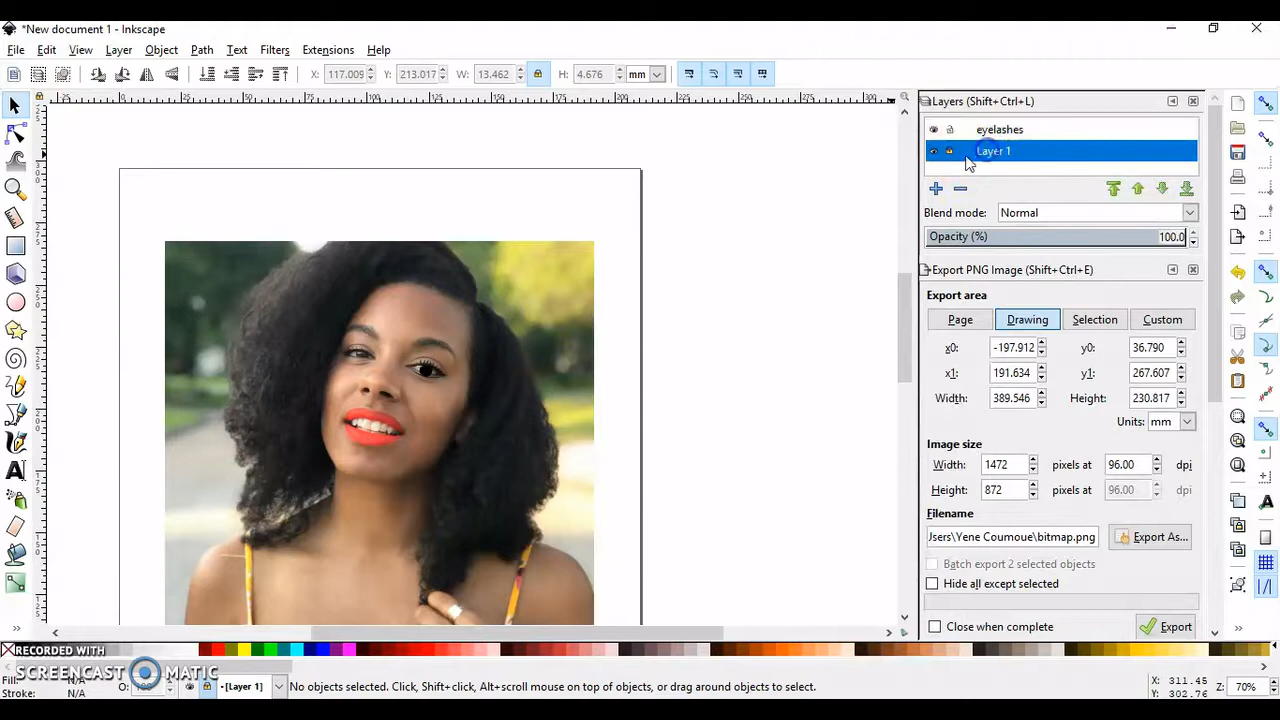 *New document 1 - Inkscape
File Edit View Layer Object Path Text Filters Extensions Help
X: 117.009 Y: 213.017 W: 13.462 H: 4.676 mm
Layers (Shift+Ctrl+L)
eyelashes
Layer 1
Blend mode: Normal
Opacity (%) 100.0
Export PNG Image (Shift+Ctrl+E)
Export area
Page Drawing Selection Custom
x0: -197.912 y0: 36.790
x1: 191.634 y1: 267.607
Width: 389.546 Height: 230.817
Units: mm
Image size
Width: 1472 pixels at 96.00 dpi
Height: 872 pixels at 96.00 dpi
Filename
Jsers\Yene Coumoue\bitmap.png Export As...
Batch export 2 selected objects
Hide all except selected
Close when complete Export
RECORDED WITH
SCREENCAST MATIC
Fill: N/A
Stroke: N/A
O: 100
[Layer 1] No objects selected. Click, Shift+click, Alt+scroll mouse on top of objects, or drag around objects to select.
X: 311.45
Y: 302.76
Z: 70%